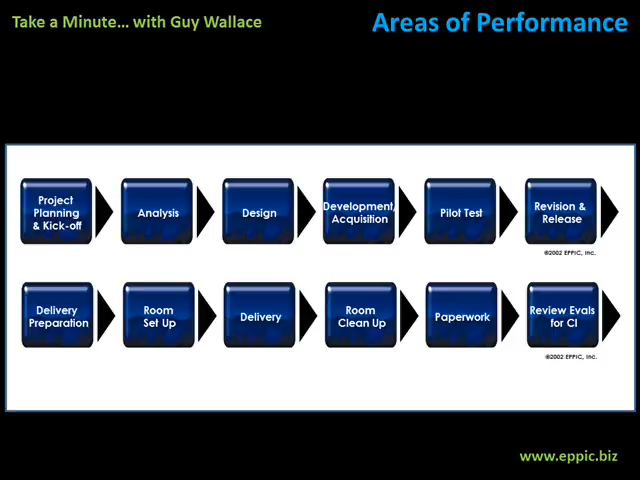 Take a Minute… with Guy Wallace
Areas of Performance
Project
Planning
& Kick-off
Analysis
Design
Development/
Acquisition
Pilot Test
Revision &
Release
©2002 EPPIC, Inc.
Delivery
Preparation
Room
Set Up
Delivery
Room
Clean Up
Paperwork
Review Evals
for CI
©2002 EPPIC, Inc.
www.eppic.biz